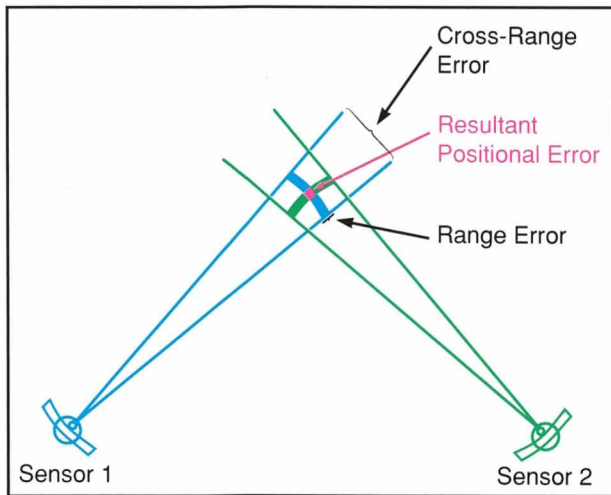 Cross-Range
Error
Resultant
Positional Error
Range Error
Sensor 1
Sensor 2